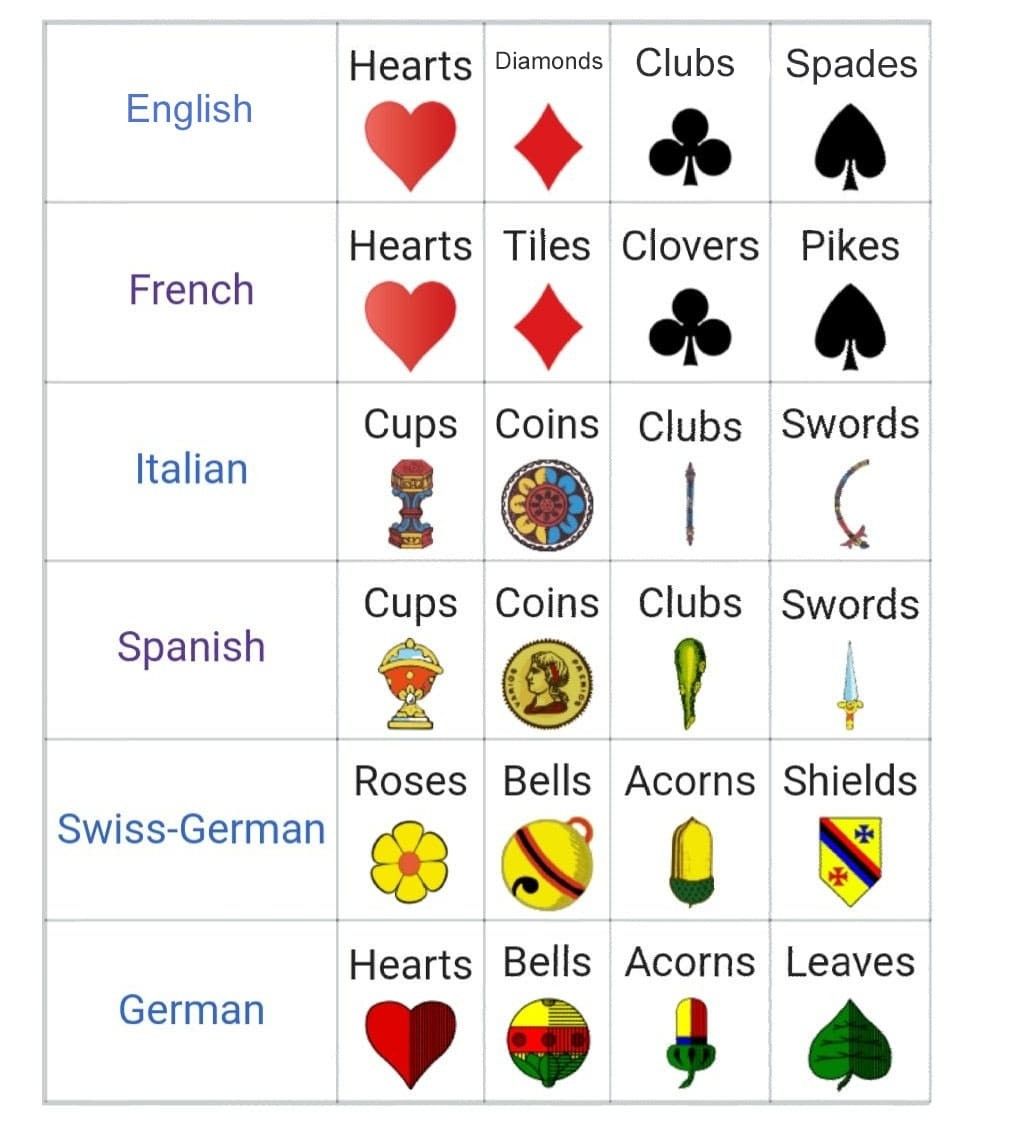 Hearts Diamonds Clubs Spades
English
Hearts Tiles Clovers Pikes
French
Cups Coins Clubs Swords
Italian
Cups Coins Clubs Swords
Spanish
Roses Bells Acorns Shields
Swiss-German
Hearts Bells Acorns Leaves
German